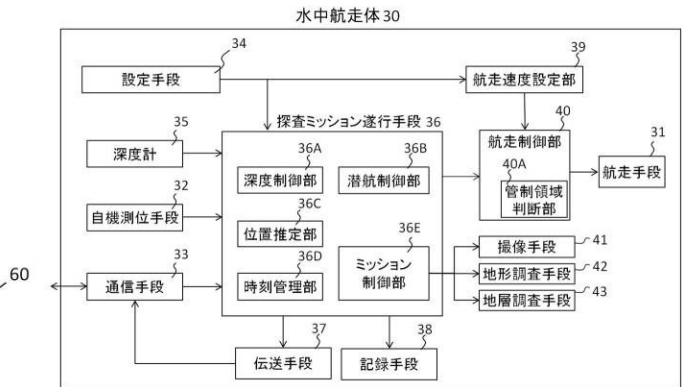 水中航走体30
34
設定手段
39
航走速度設定部
35
深度計
探査ミッション遂行手段 36
36A
深度制御部
36B
潜航制御部
40
航走制御部
40A
管制領域
判断部
31
航走手段
32
自機測位手段
36C
位置推定部
36E
ミッション
制御部
撮像手段
41
60
33
通信手段
36D
時刻管理部
地形調査手段
42
地層調査手段
43
37
伝送手段
38
記録手段